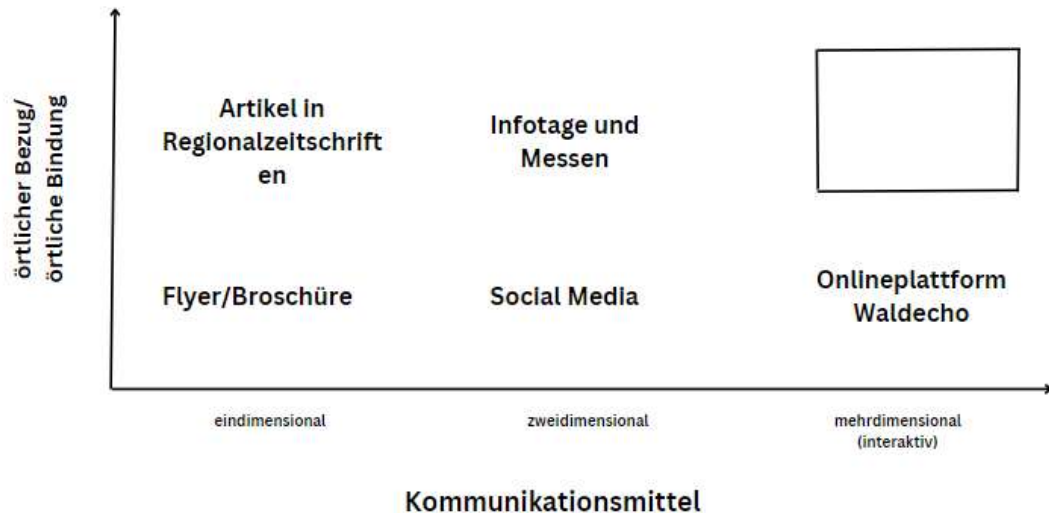 örtlicher Bezug/
örtliche Bindung
Artikel in
Regionalzeitschrift
en
Infotage und
Messen
Flyer/Broschüre
Social Media
Onlineplattform
Waldecho
eindimensional
zweidimensional
mehrdimensional
(interaktiv)
Kommunikationsmittel